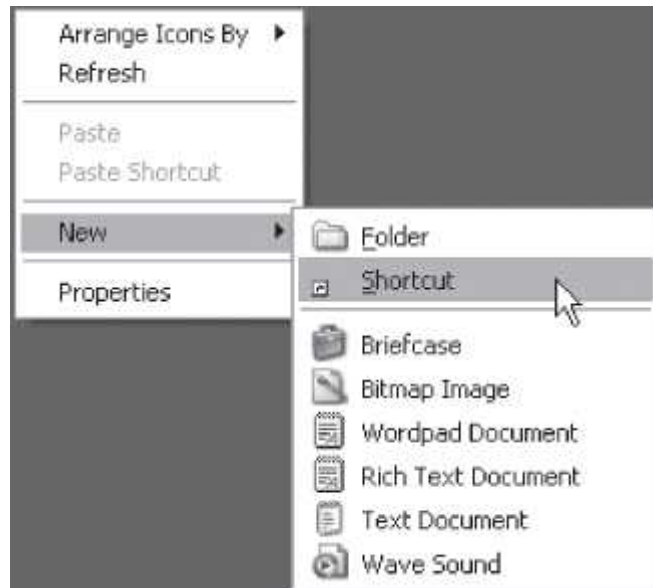 Arrange Icons By
Refresh
Paste
Paste Shortcut
New
Properties
Folder
Shortcut
Briefcase
Bitmap Image
Wordpad Document
Rich Text Document
Text Document
Wave Sound